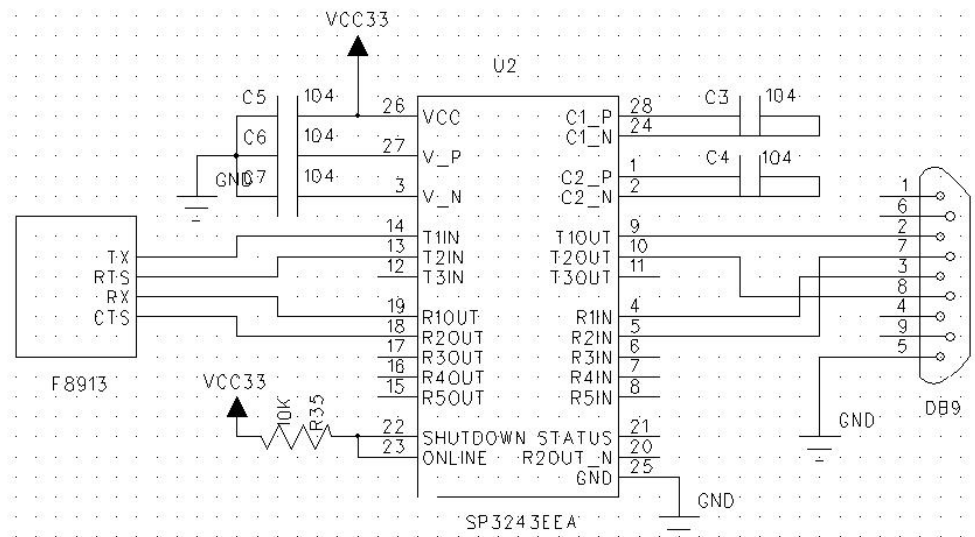 VCC33
U2
C5 104
C6 104
C7 104
GND
26 VCC
27 V_P
3 V_N
14 T1IN
13 T2IN
12 T3IN
19 R1OUT
18 R2OUT
17 R3OUT
16 R4OUT
15 R5OUT
22 SHUTDOWN
23 ONLINE
C1_P 28
C1_N 24
C2_P 1
C2_N 2
T1OUT 9
T2OUT 10
T3OUT 11
R1IN 4
R2IN 5
R3IN 6
R4IN 7
R5IN 8
STATUS 21
R2OUT_N 20
GND 25
SP3243EEA
C3 104
C4 104
TX
RTS
RX
CTS
F8913
VCC33
10K
R35
1
6
2
7
3
8
4
9
5
DB9
GND
GND